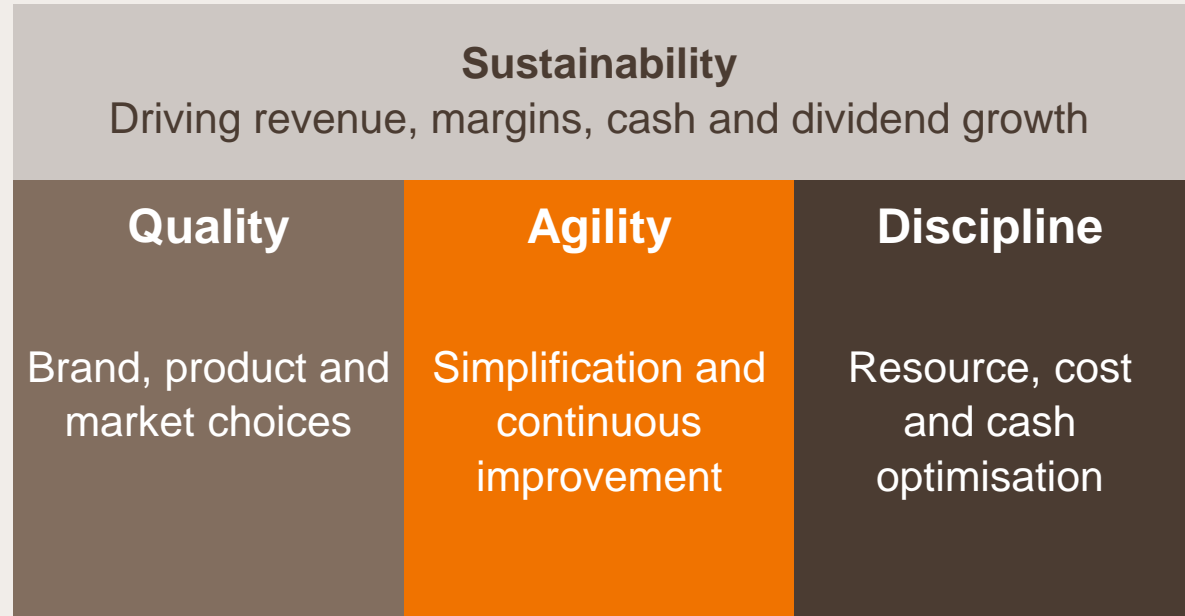 Sustainability
Driving revenue, margins, cash and dividend growth
Quality
Brand, product and
market choices
Agility
Simplification and
continuous
improvement
Discipline
Resource, cost
and cash
optimisation